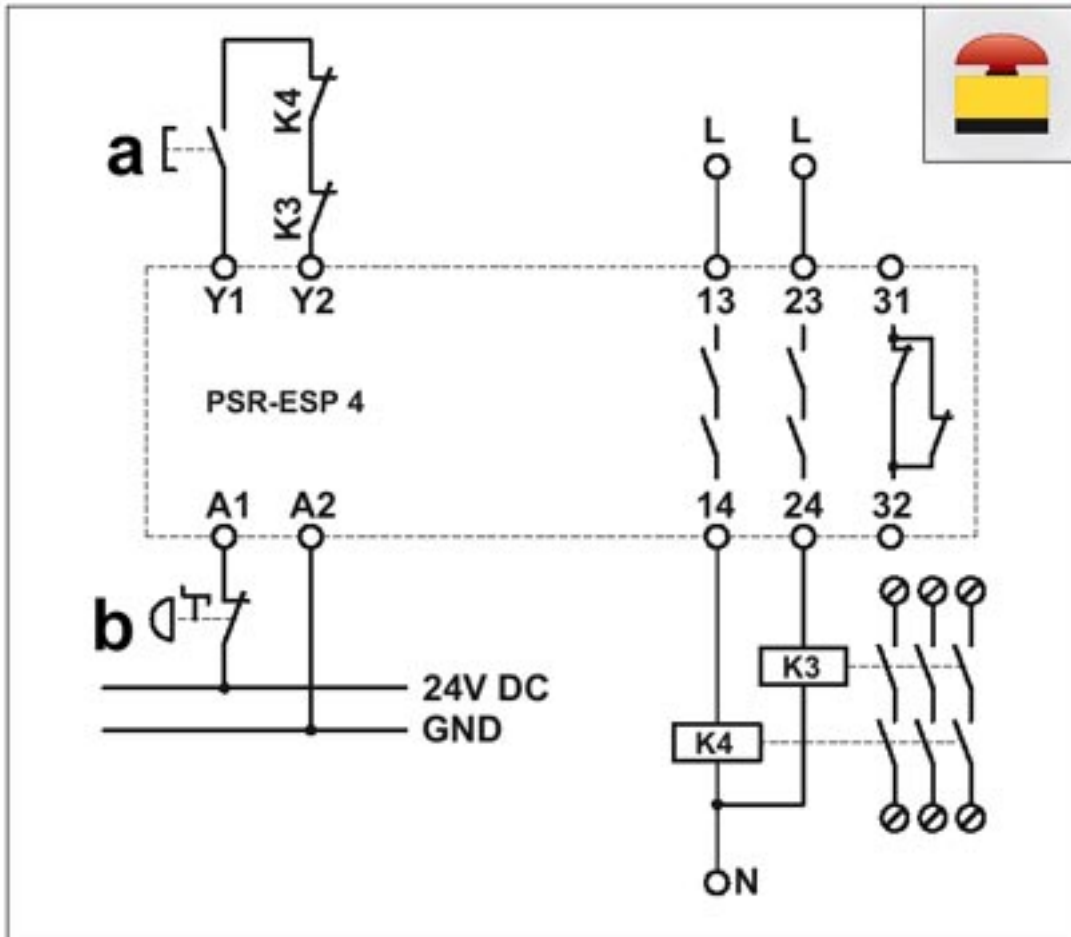 K4
a
K3
L L
Y1 Y2 13 23 31
PSR-ESP 4
A1 A2 14 24 32
b
K3
24V DC
GND
K4
N